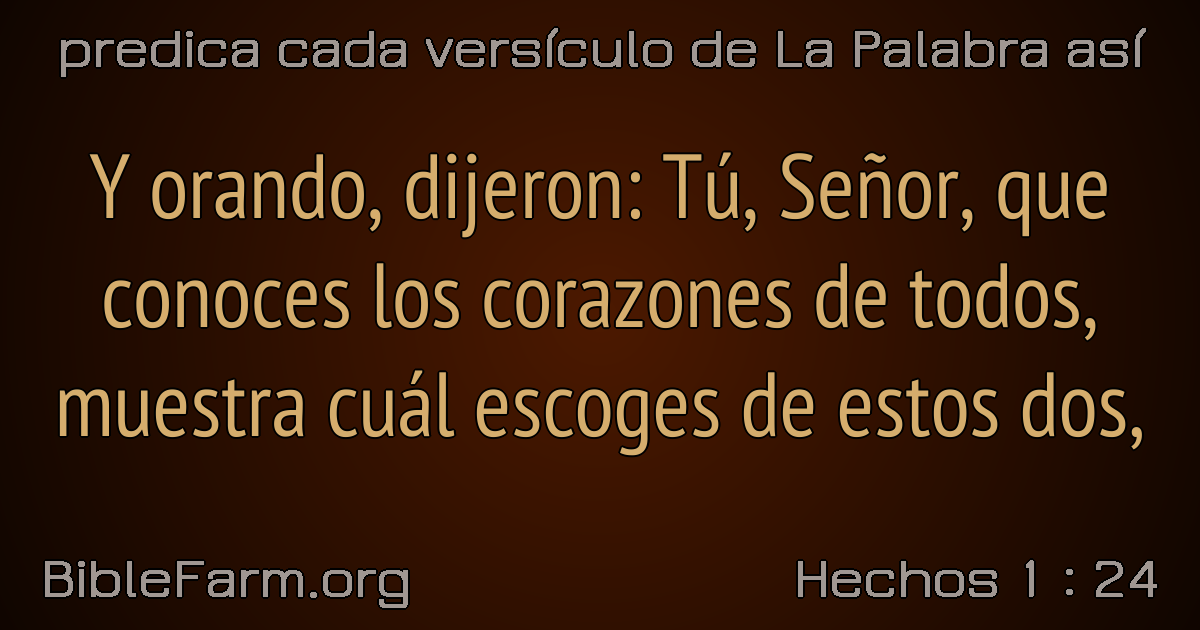 predica cada versículo de La Palabra así
Y orando, dijeron: Tú, Señor, que
conoces los corazones de todos,
muestra cuál escoges de estos dos,
BibleFarm.org
Hechos 1 : 24